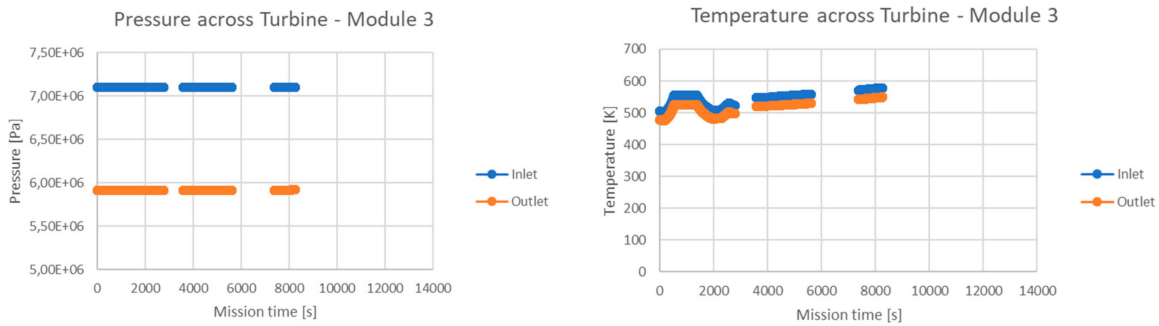 Pressure across Turbine - Module 3
7,50E+06
7,00E+06
6,50E+06
6,00E+06
5,50E+06
5,00E+06
Pressure [Pa]
0 2000 4000 6000 8000 10000 12000 14000
Mission time [s]
Inlet
Outlet
Temperature across Turbine - Module 3
700
600
500
400
300
200
100
0
Temperature [K]
0 2000 4000 6000 8000 10000 12000 14000
Mission time [s]
Inlet
Outlet